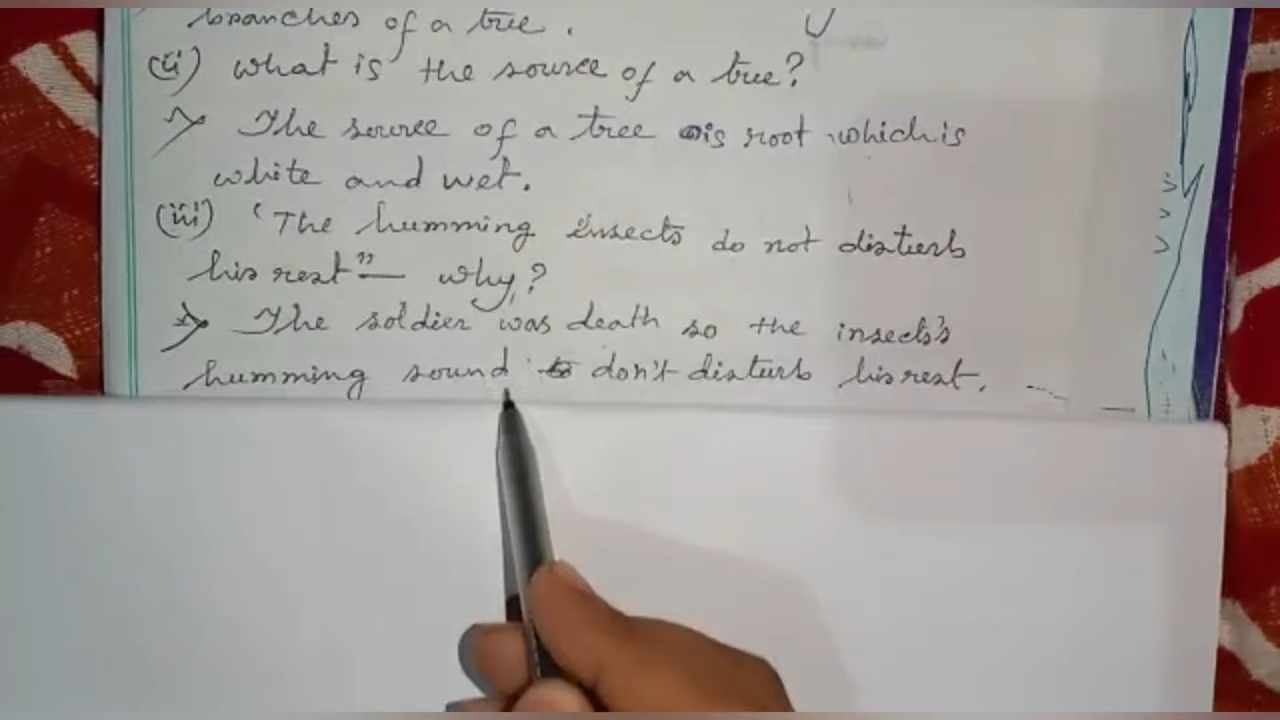 branches of a tree.
(ii) what is the source of a tree?
The source of a tree is root which is
white and wet.
(iii) 'The humming insects do not disturb
his rest" — why?
The soldier was death so the insects's
humming sound don't disturb his rest.